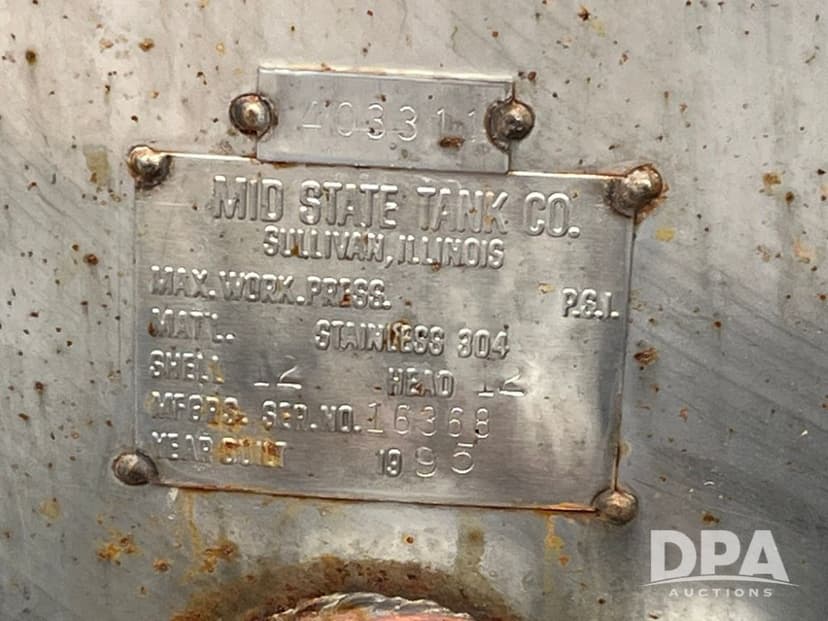 403311
MID STATE TANK CO.
SULLIVAN, ILLINOIS
MAX. WORK. PRESS. P.S.I.
MAT'L. STAINLESS 304
SHELL 12 HEAD 12
MFGRS. SER. NO. 16368
YEAR BUILT 1995
DPA
AUCTIONS